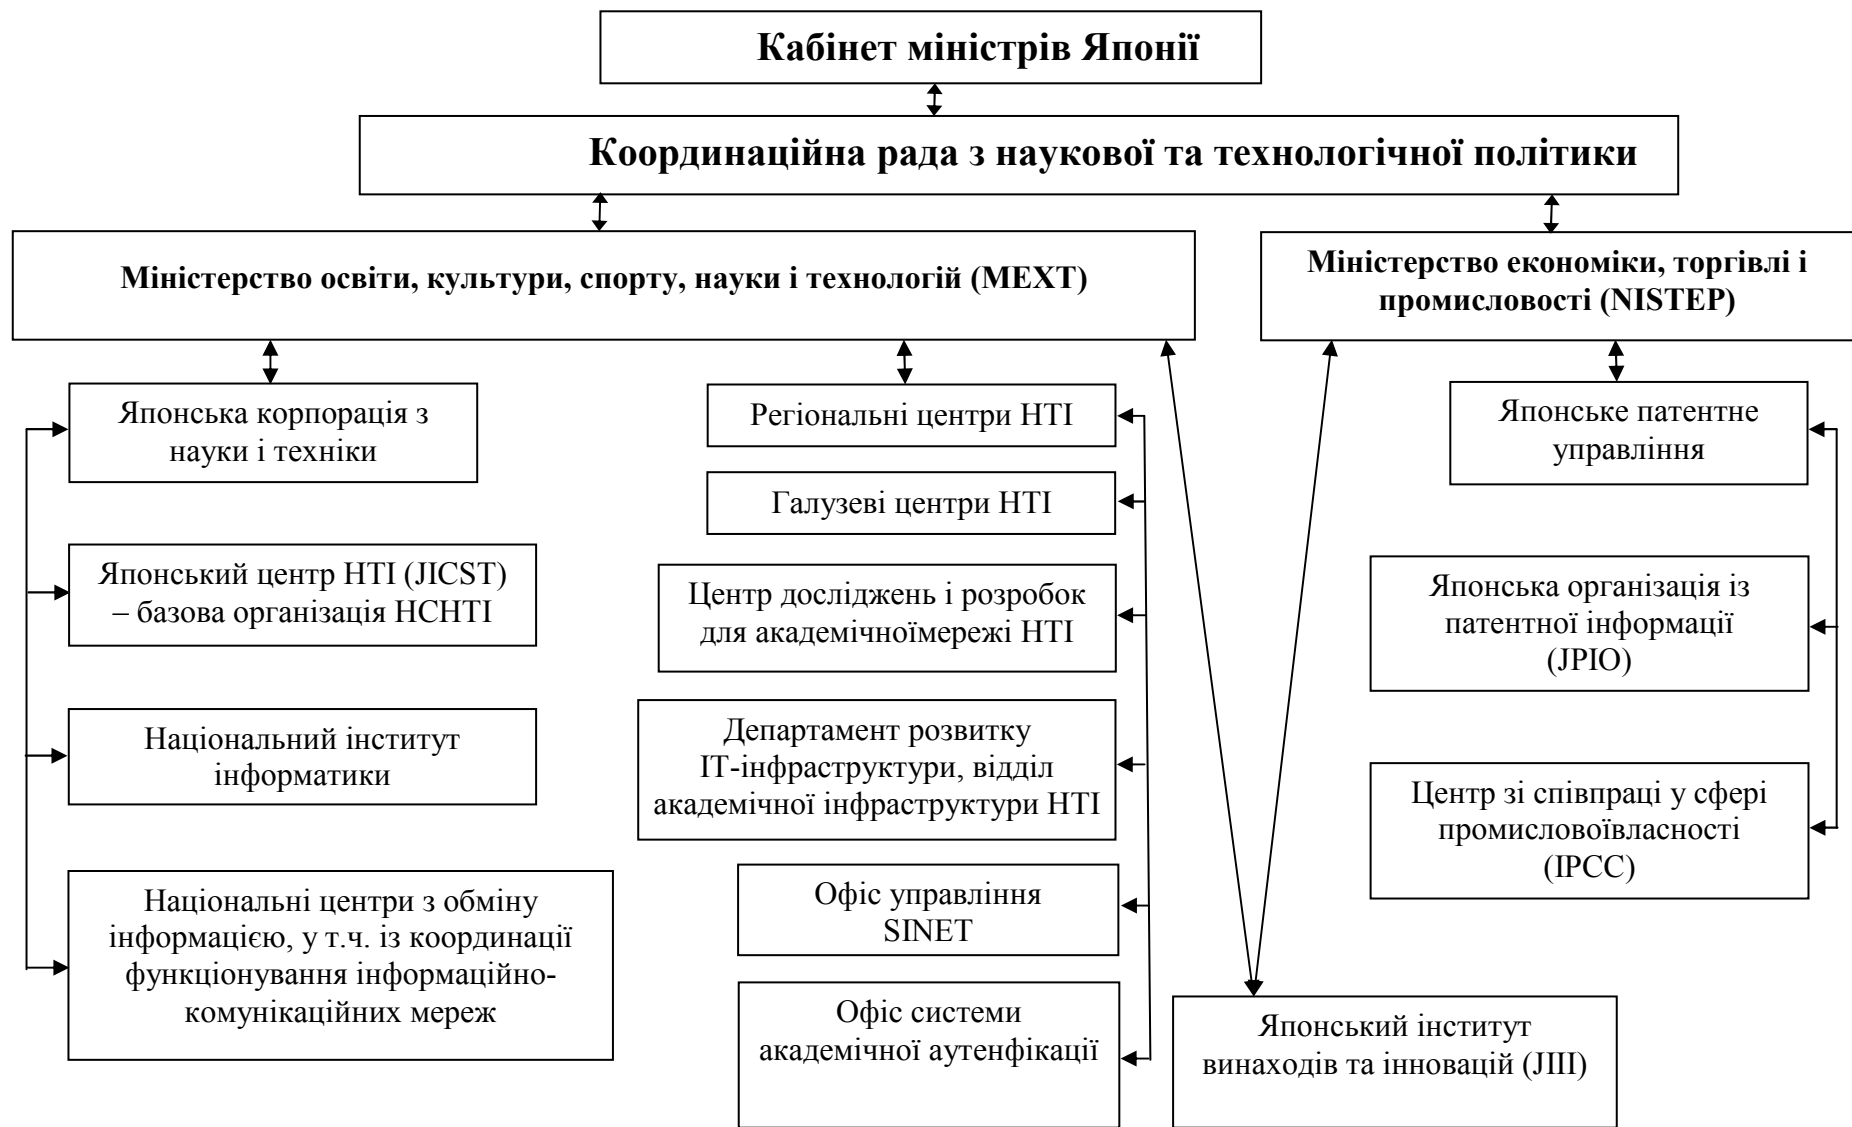 Кабінет міністрів Японії
Координаційна рада з наукової та технологічної політики
Міністерство освіти, культури, спорту, науки і технологій (MEXT)
Міністерство економіки, торгівлі і
промисловості (NISTEP)
Японська корпорація з
науки і техніки
Японський центр НТІ (JICST)
– базова організація НСНТІ
Національний інститут
інформатики
Національні центри з обміну
інформацією, у т.ч. із координації
функціонування інформаційно-
комунікаційних мереж
Регіональні центри НТІ
Галузеві центри НТІ
Центр досліджень і розробок
для академічноїмережі НТІ
Департамент розвитку
ІТ-інфраструктури, відділ
академічної інфраструктури НТІ
Офіс управління
SINET
Офіс системи
академічної аутенфікації
Японський інститут
винаходів та інновацій (JIII)
Японське патентне
управління
Японська організація із
патентної інформації
(JPIO)
Центр зі співпраці у сфері
промисловоївласності
(IPCC)